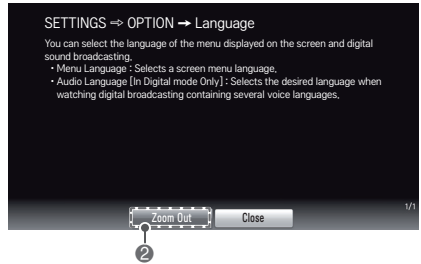 SETTINGS ⇨ OPTION ➙ Language
You can select the language of the menu displayed on the screen and digital
sound broadcasting.
• Menu Language : Selects a screen menu language.
• Audio Language [In Digital mode Only] : Selects the desired language when
watching digital broadcasting containing several voice languages.
1/1
Zoom Out Close
2